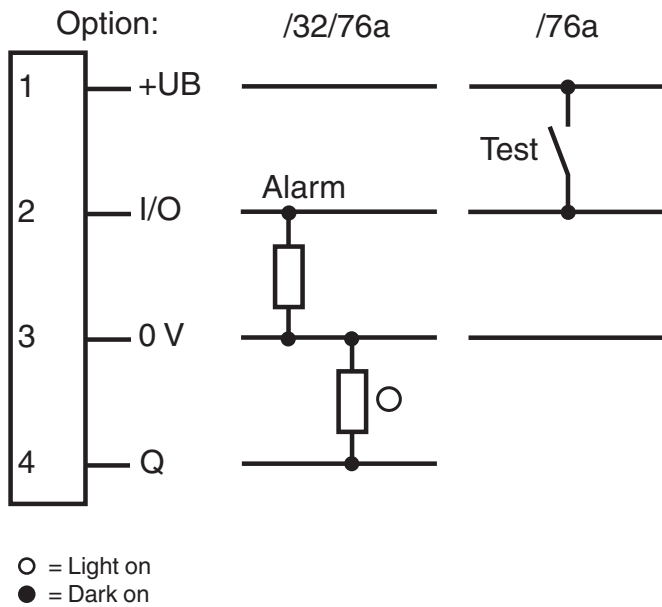 Option: /32/76a /76a
1 +UB
Test
Alarm
2 I/O
3 0 V
4 Q
= Light on
= Dark on